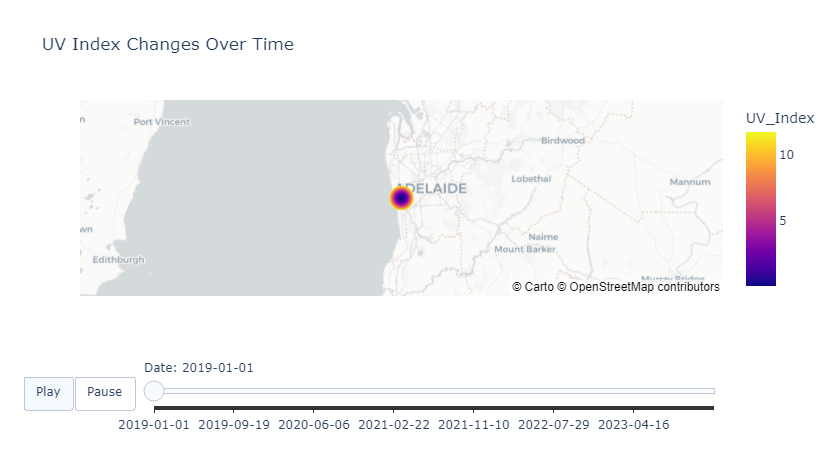 UV Index Changes Over Time
UV_Index
Port Vincent
Birdwood
10
Lobethal
Mannum
ADELAIDE
5
wn
Nairne
Mount Barker
Edithburgh
Murray Bridge
© Carto © OpenStreetMap contributors
Date: 2019-01-01
Play
Pause
2019-01-01 2019-09-19 2020-06-06 2021-02-22 2021-11-10 2022-07-29 2023-04-16